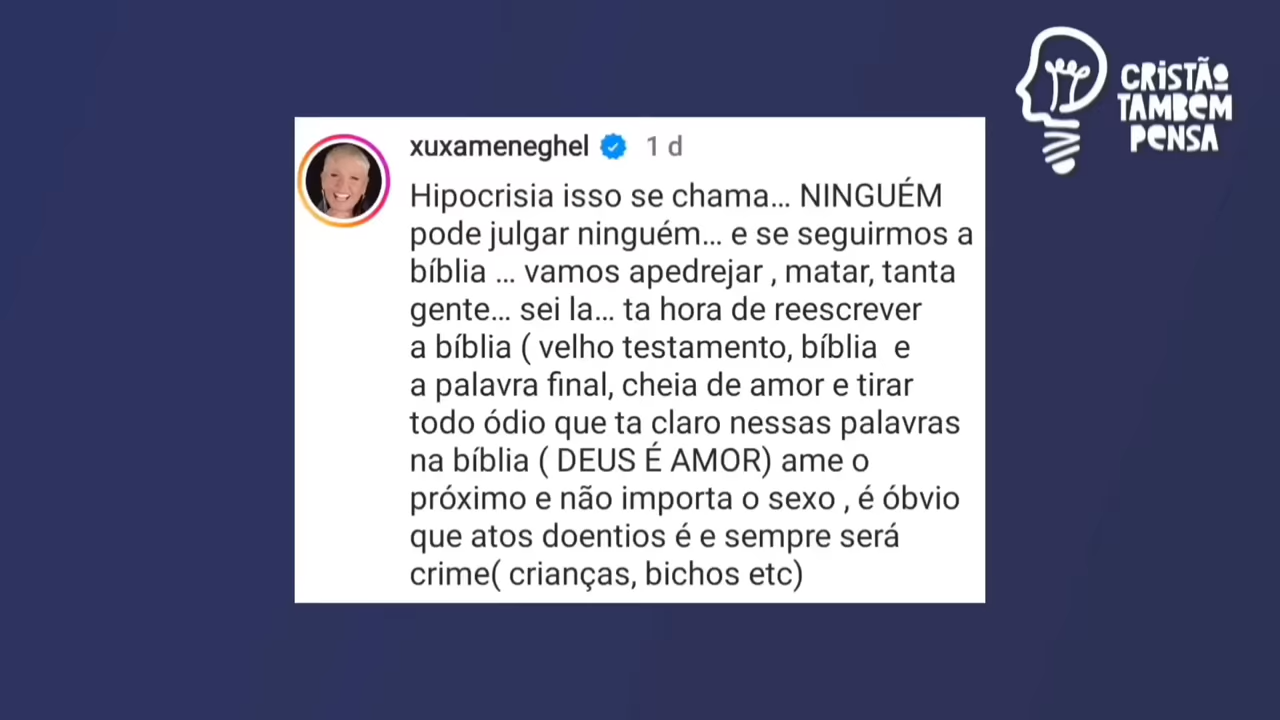 CRISTÃO
TAMBÉM
PENSA
xuxameneghel 1 d
Hipocrisia isso se chama... NINGUÉM
pode julgar ninguém... e se seguirmos a
bíblia ... vamos apedrejar , matar, tanta
gente... sei la... ta hora de reescrever
a bíblia ( velho testamento, bíblia e
a palavra final, cheia de amor e tirar
todo ódio que ta claro nessas palavras
na bíblia ( DEUS É AMOR) ame o
próximo e não importa o sexo , é óbvio
que atos doentios é e sempre será
crime( crianças, bichos etc)